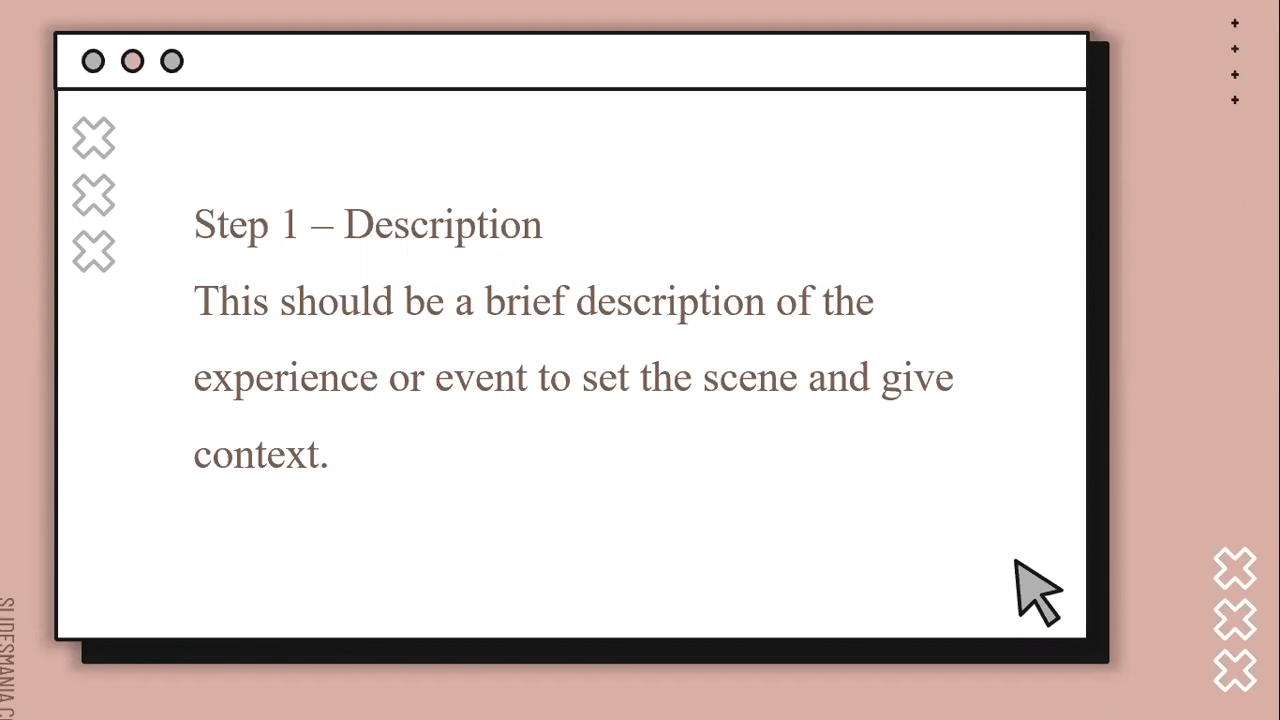 Step 1 – Description
This should be a brief description of the
experience or event to set the scene and give
context.
SLIDESMANIA